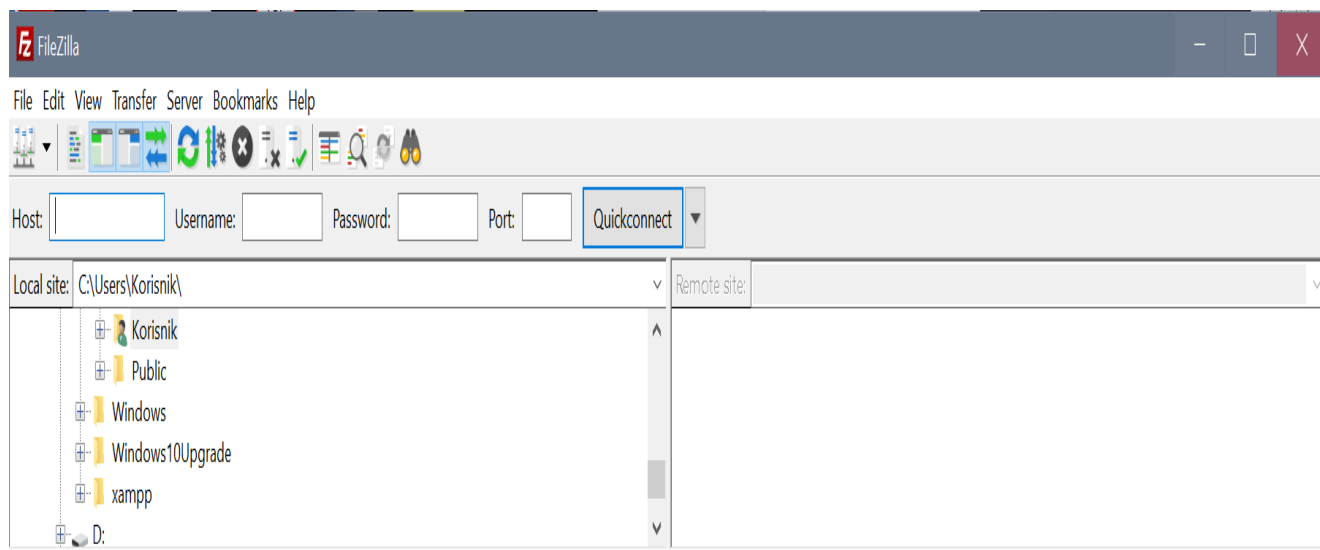 FileZilla
File Edit View Transfer Server Bookmarks Help
Host: Username: Password: Port: Quickconnect
Local site: C:\Users\Korisnik\ Remote site:
Korisnik
Public
Windows
Windows10Upgrade
xampp
D: